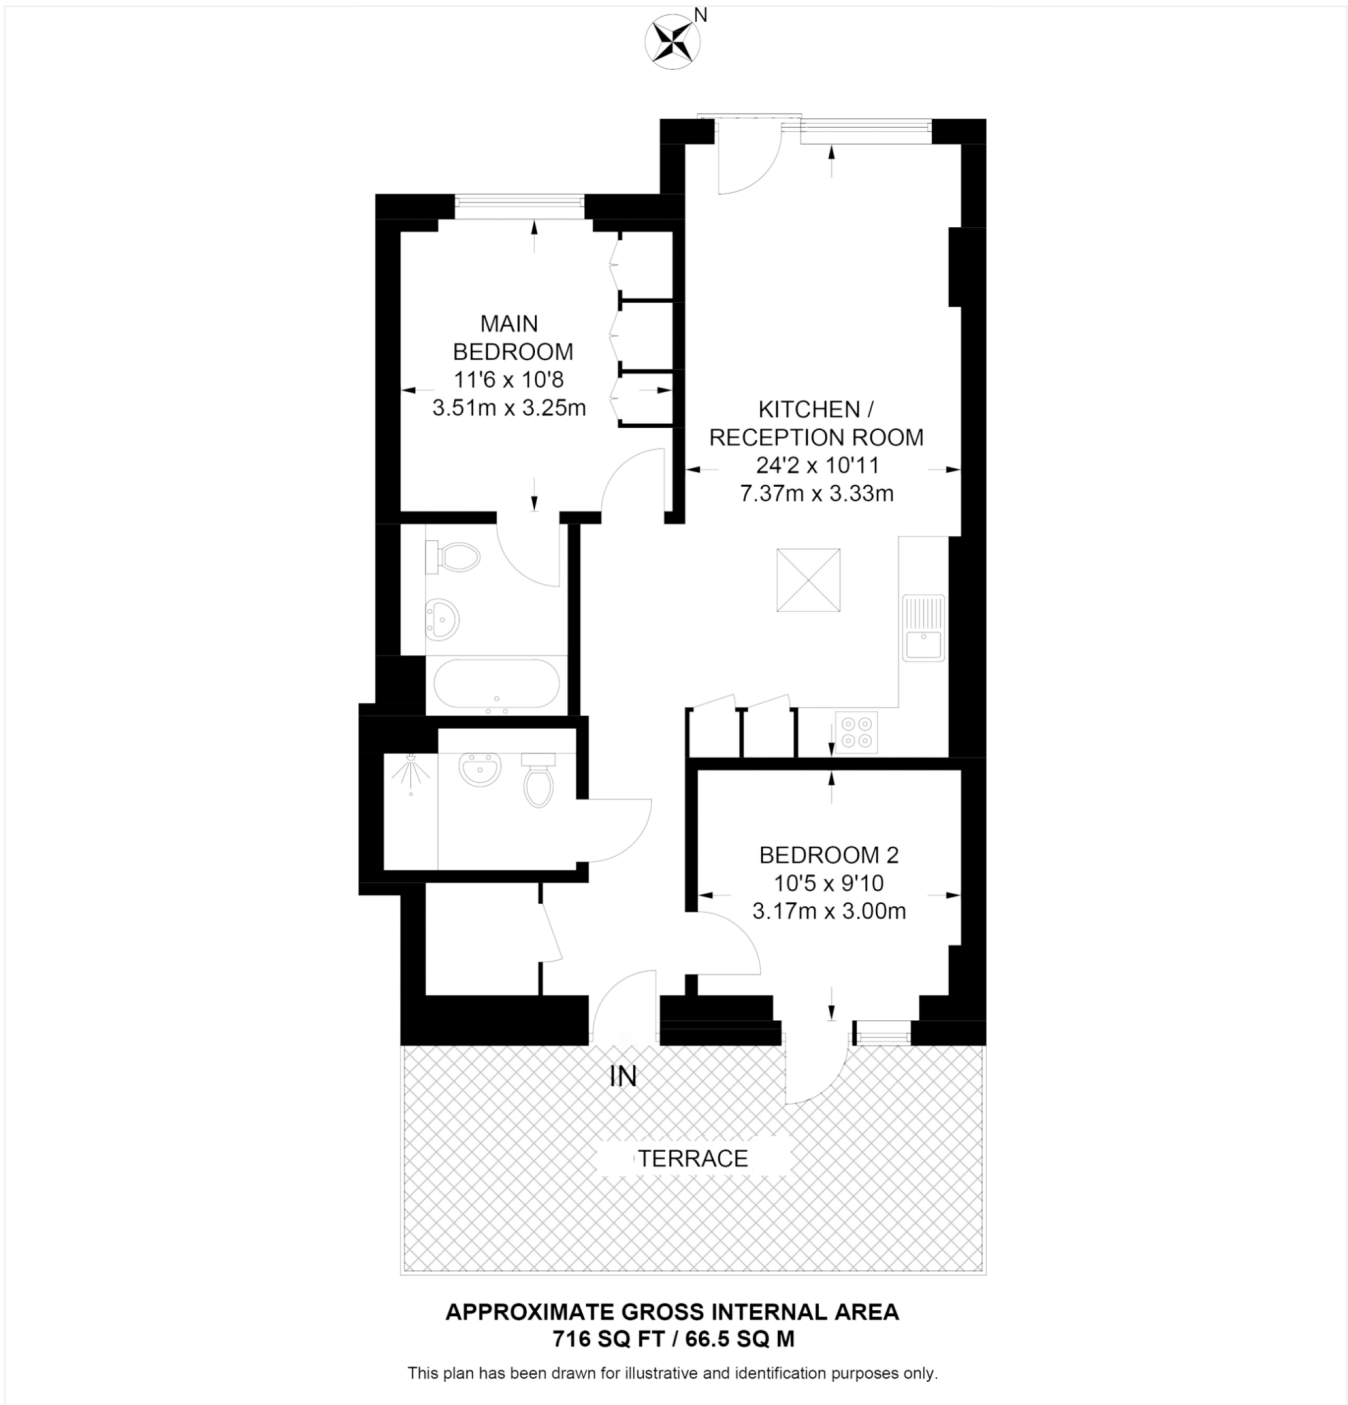 N
MAIN
BEDROOM
11'6 x 10'8
3.51m x 3.25m
KITCHEN /
RECEPTION ROOM
24'2 x 10'11
7.37m x 3.33m
BEDROOM 2
10'5 x 9'10
3.17m x 3.00m
IN
TERRACE
APPROXIMATE GROSS INTERNAL AREA
716 SQ FT / 66.5 SQ M
This plan has been drawn for illustrative and identification purposes only.